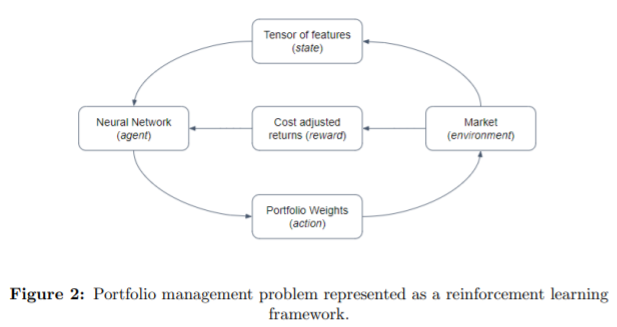 Tensor of features
(state)
Neural Network
(agent)
Cost adjusted
returns (reward)
Market
(environment)
Portfolio Weights
(action)
Figure 2: Portfolio management problem represented as a reinforcement learning
framework.